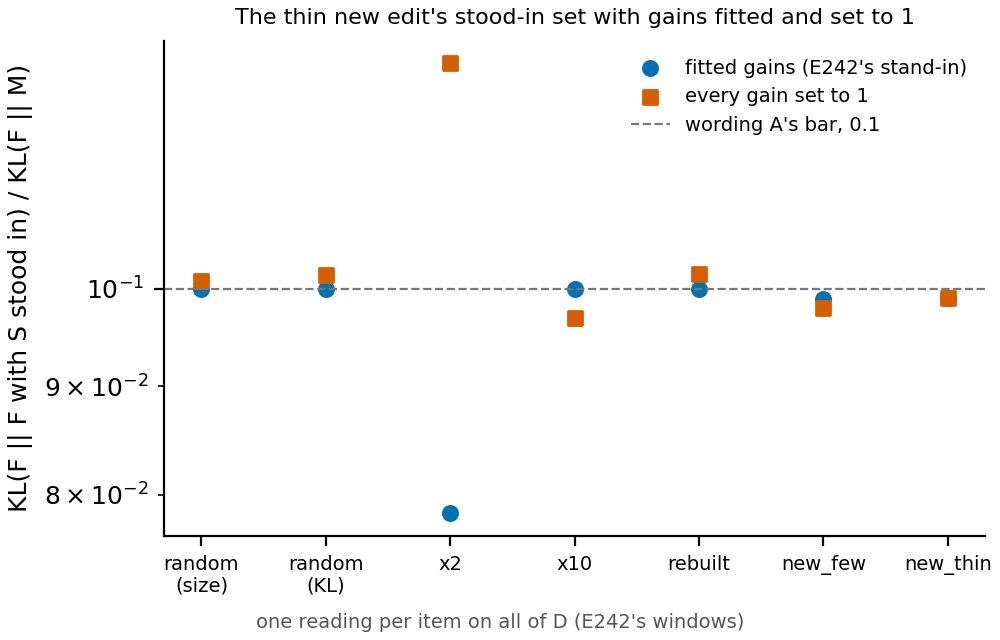 The thin new edit's stood-in set with gains fitted and set to 1
KL(F || F with S stood in) / KL(F || M)
fitted gains (E242's stand-in)
every gain set to 1
wording A's bar, 0.1
10⁻¹
9 × 10⁻²
8 × 10⁻²
random
(size)
random
(KL)
x2
x10
rebuilt
new_few
new_thin
one reading per item on all of D (E242's windows)